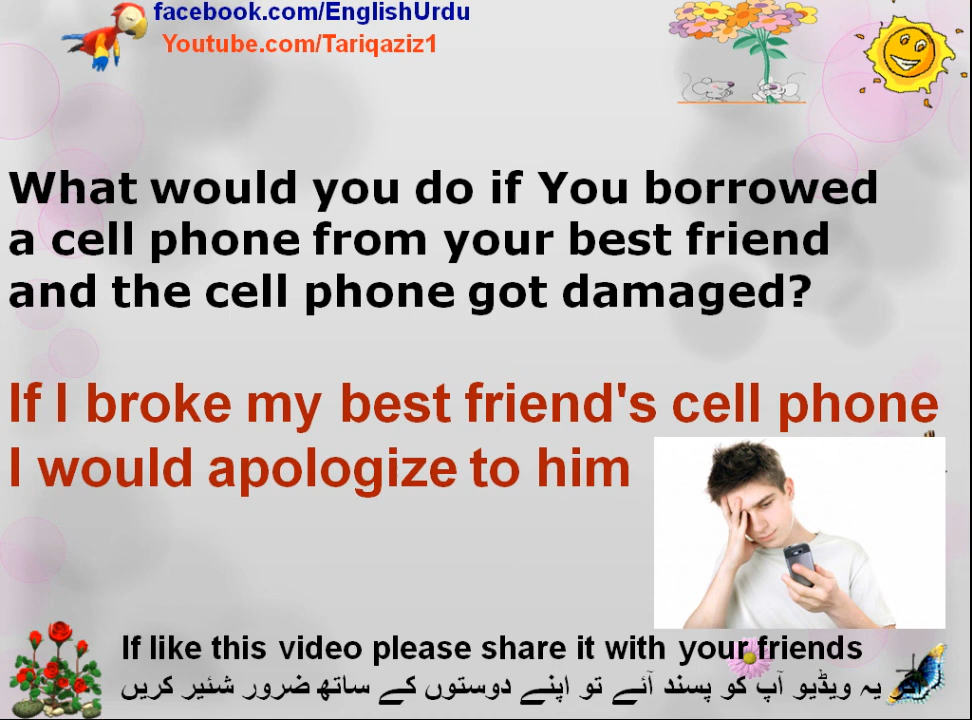 facebook.com/EnglishUrdu
Youtube.com/Tariqaziz1
What would you do if You borrowed
a cell phone from your best friend
and the cell phone got damaged?
If I broke my best friend's cell phone
I would apologize to him
If like this video please share it with your friends
اگر یہ ویڈیو آپ کو پسند آئے تو اپنے دوستوں کے ساتھ ضرور شئیر کریں